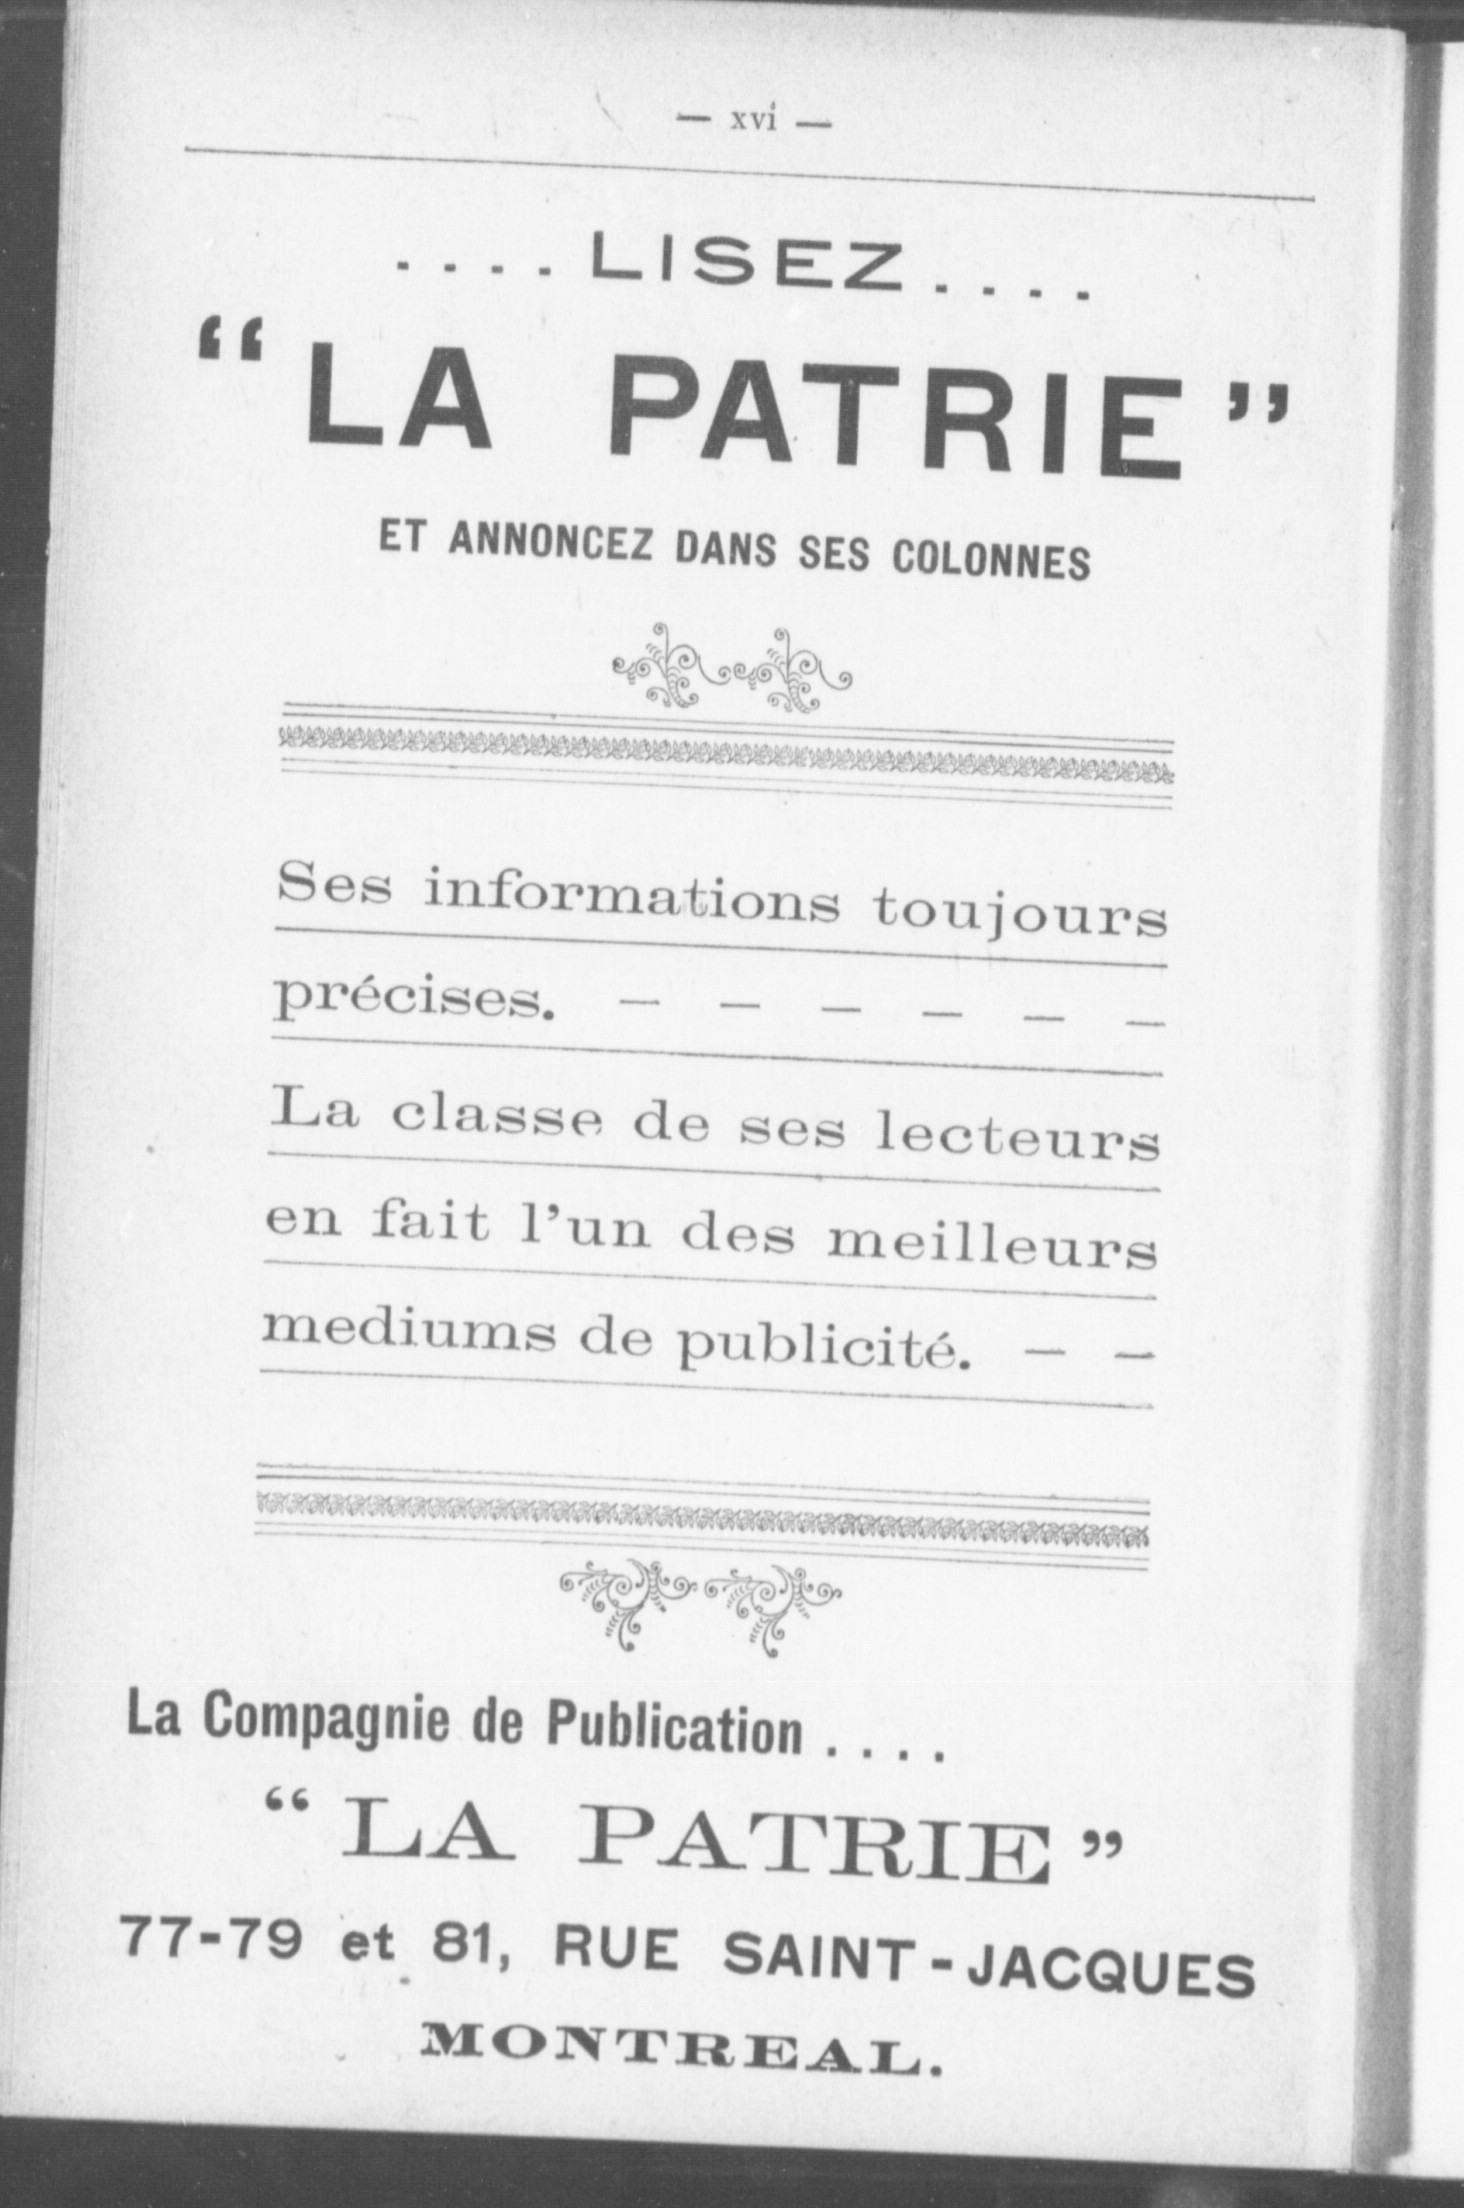 — xvi —
....LISEZ....
“LA PATRIE”
ET ANNONCEZ DANS SES COLONNES
Ses informations toujours
précises. — — — — — —
La classe de ses lecteurs
en fait l’un des meilleurs
mediums de publicité. — —
La Compagnie de Publication ....
“LA PATRIE”
77-79 et 81, RUE SAINT-JACQUES
MONTREAL.